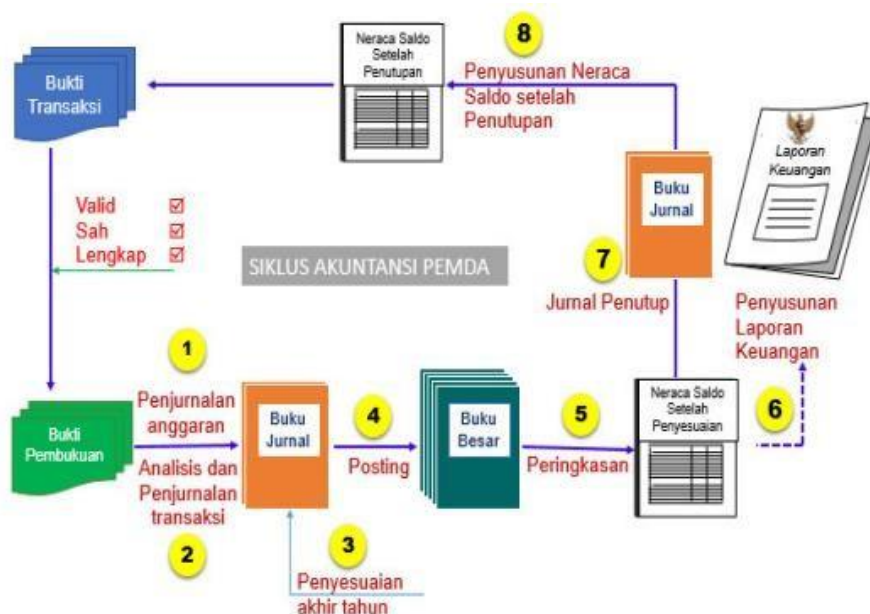 Neraca Saldo
Setelah
Penutupan
8
Penyusunan Neraca
Saldo setelah
Penutupan
Bukti
Transaksi
Laporan
Keuangan
Buku
Jurnal
Valid
Sah
Lengkap
SIKLUS AKUNTANSI PEMDA
7
Jurnal Penutup
Penyusunan
Laporan
Keuangan
1
Penjurnalan
anggaran
Bukti
Pembukuan
Analisis dan
Penjurnalan
transaksi
2
Buku
Jurnal
4
Posting
Buku
Besar
5
Peringkasan
Neraca Saldo
Setelah
Penyesuaian
6
3
Penyesuaian
akhir tahun